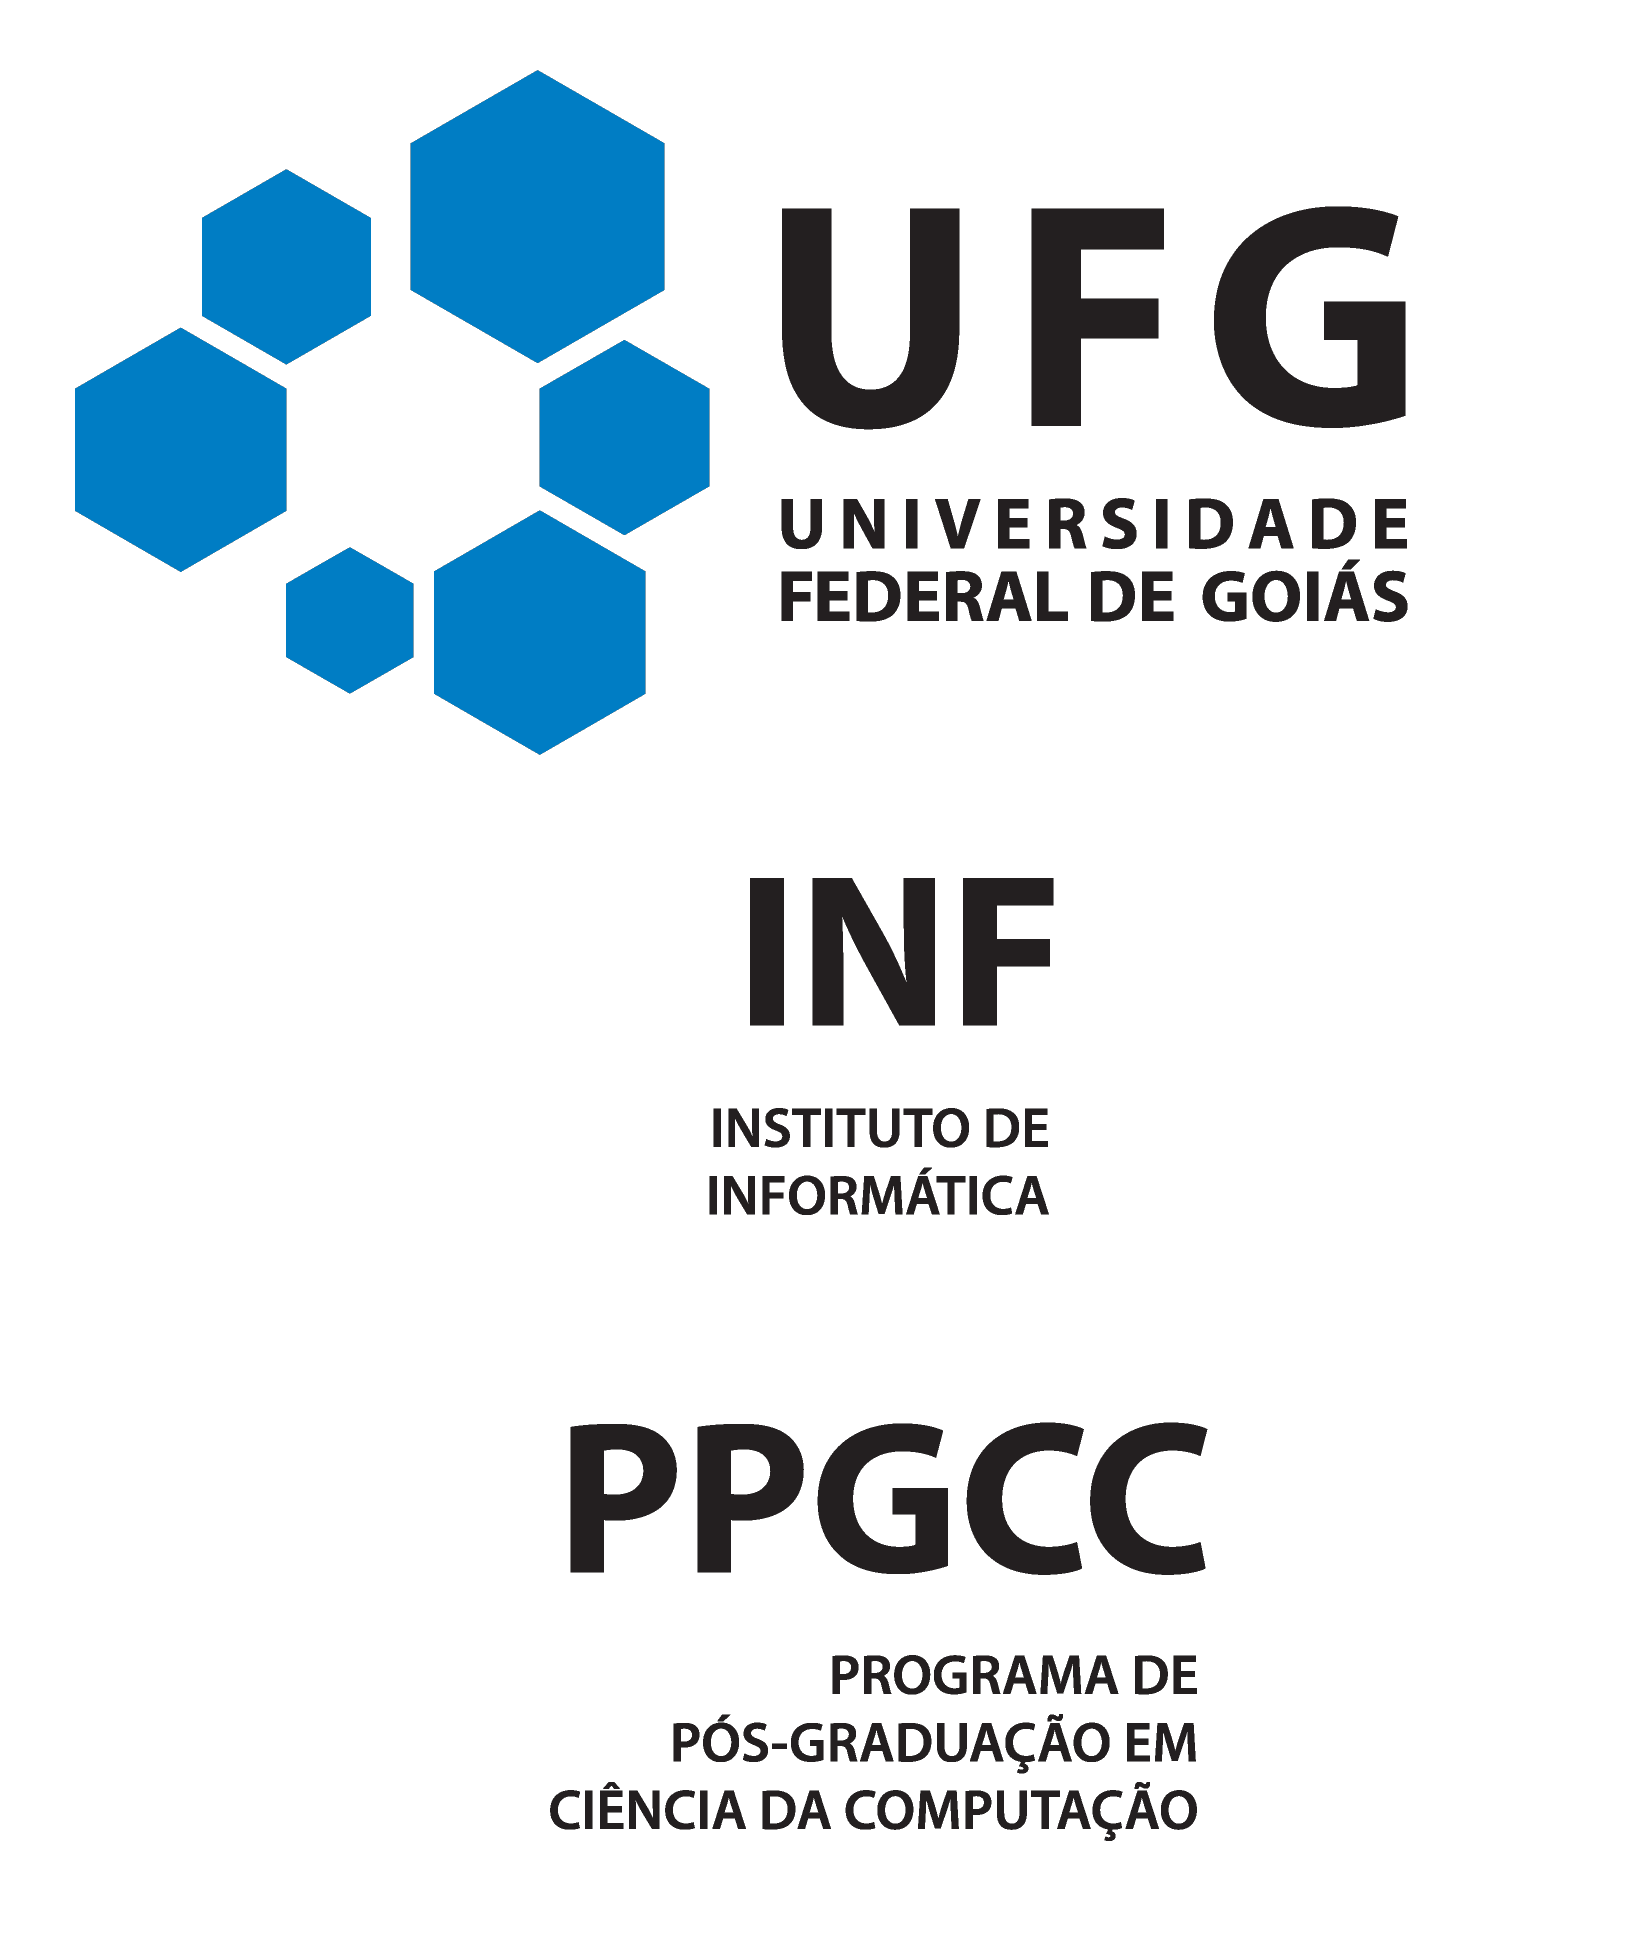 UFG
UNIVERSIDADE
FEDERAL DE GOIÁS
INF
INSTITUTO DE
INFORMÁTICA
PPGCC
PROGRAMA DE
PÓS-GRADUAÇÃO EM
CIÊNCIA DA COMPUTAÇÃO